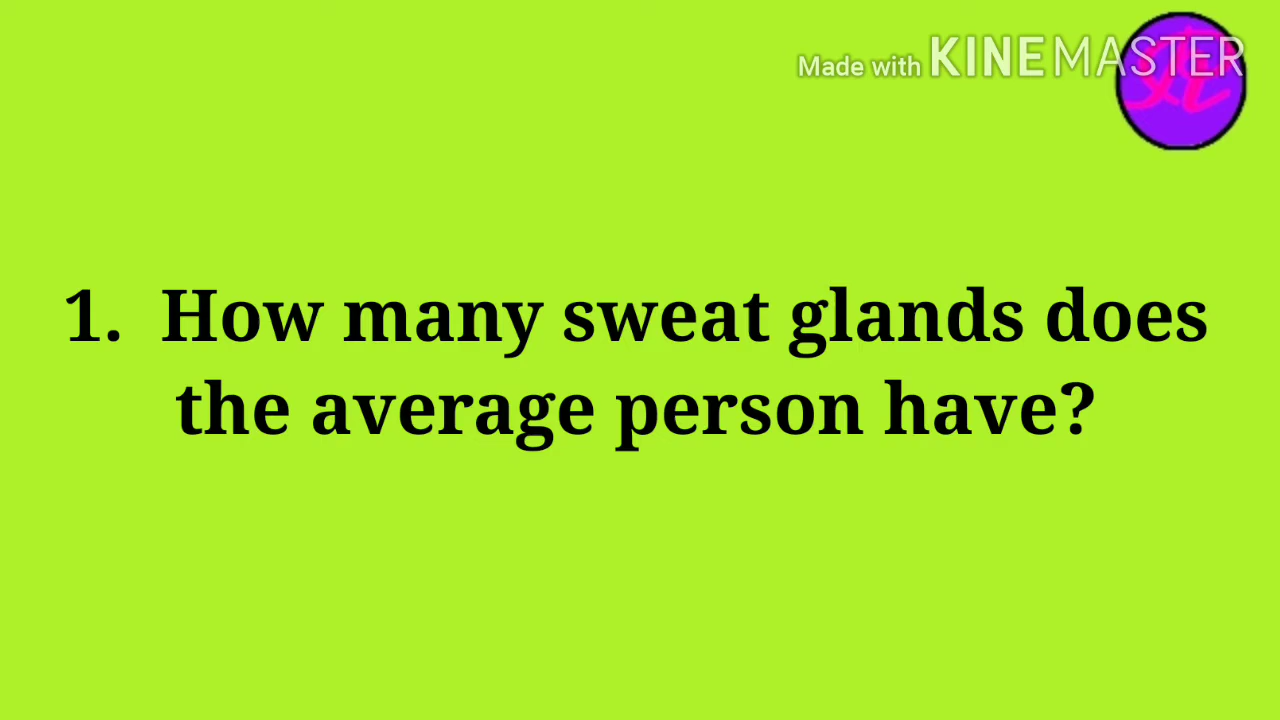 Made with KINEMASTER
1. How many sweat glands does
the average person have?